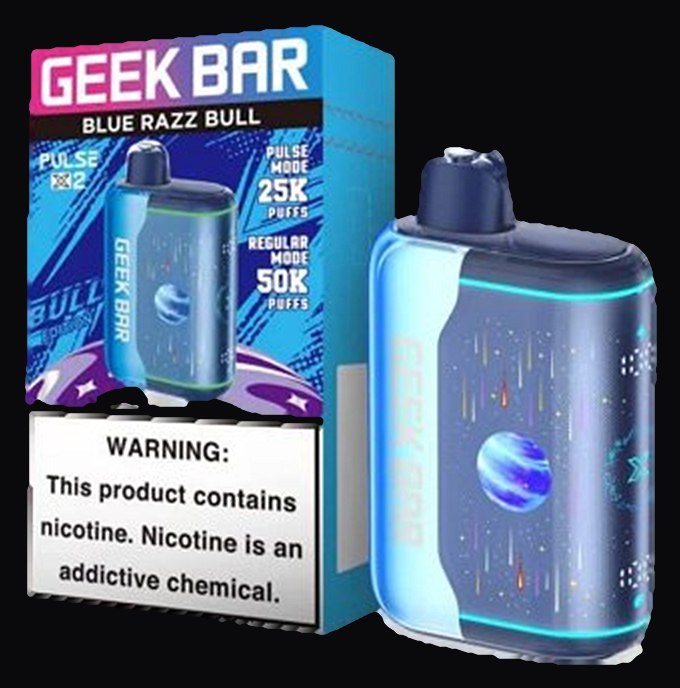 GEEK BAR
BLUE RAZZ BULL
PULSE
X2
PULSE
MODE
25K
PUFFS
REGULAR
MODE
50K
PUFFS
GEEK BAR
BULL
EDITION
WARNING:
This product contains
nicotine. Nicotine is an
addictive chemical.
GEEK BAR